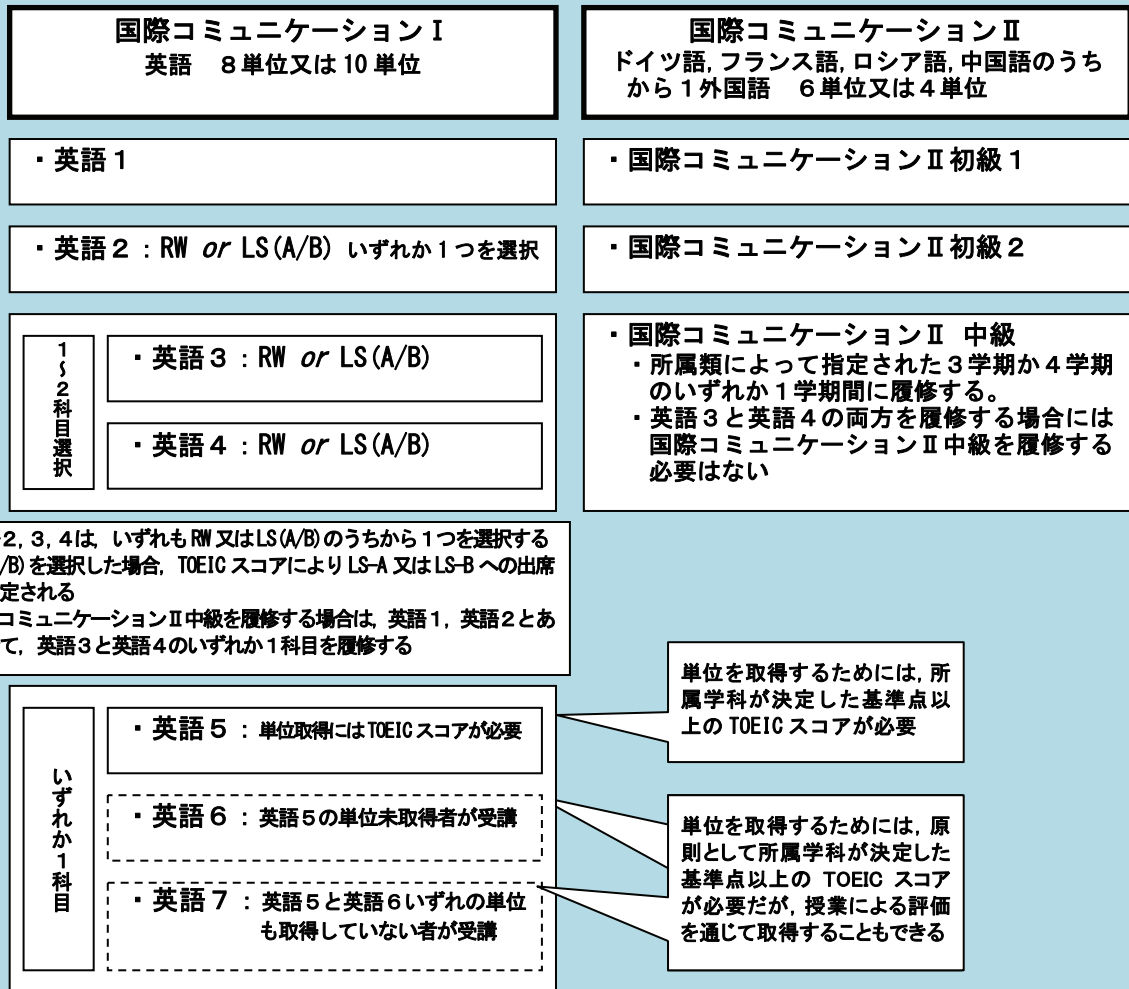 国際コミュニケーションⅠ
英語　８単位又は10単位
国際コミュニケーションⅡ
ドイツ語,フランス語,ロシア語,中国語のうち
から１外国語　６単位又は４単位
・英語１
・国際コミュニケーションⅡ初級１
・英語２：RW or LS(A/B) いずれか１つを選択
・国際コミュニケーションⅡ初級２
１～２科目選択
・英語３：RW or LS(A/B)
・英語４：RW or LS(A/B)
・国際コミュニケーションⅡ 中級
・所属類によって指定された３学期か４学期
のいずれか１学期間に履修する。
・英語３と英語４の両方を履修する場合には
国際コミュニケーションⅡ中級を履修する
必要はない
2,3,4は，いずれもRW又はLS(A/B)のうちから１つを選択する
/B)を選択した場合，TOEICスコアによりLS-A又はLS-Bへの出席
定される
コミュニケーションⅡ中級を履修する場合は，英語１，英語２とあ
て，英語３と英語４のいずれか１科目を履修する
いずれか１科目
・英語５：単位取得にはTOEICスコアが必要
・英語６：英語５の単位未取得者が受講
・英語７：英語５と英語６いずれの単位
も取得していない者が受講
単位を取得するためには，所
属学科が決定した基準点以
上のTOEICスコアが必要
単位を取得するためには，原
則として所属学科が決定した
基準点以上の TOEIC スコア
が必要だが，授業による評価
を通じて取得することもできる